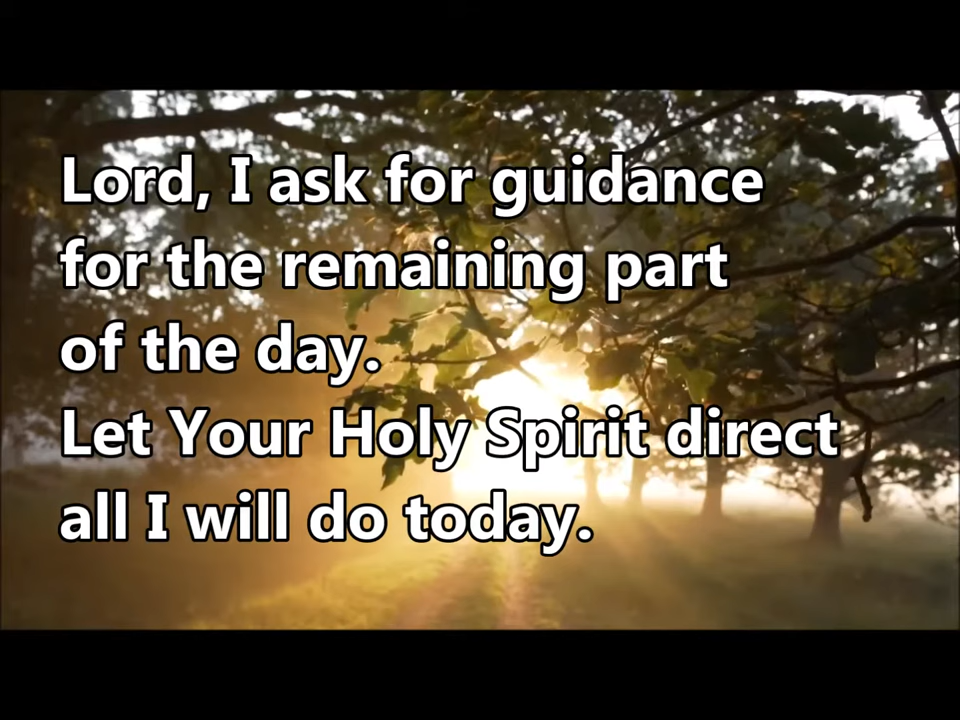 Lord, I ask for guidance
for the remaining part
of the day.
Let Your Holy Spirit direct
all I will do today.